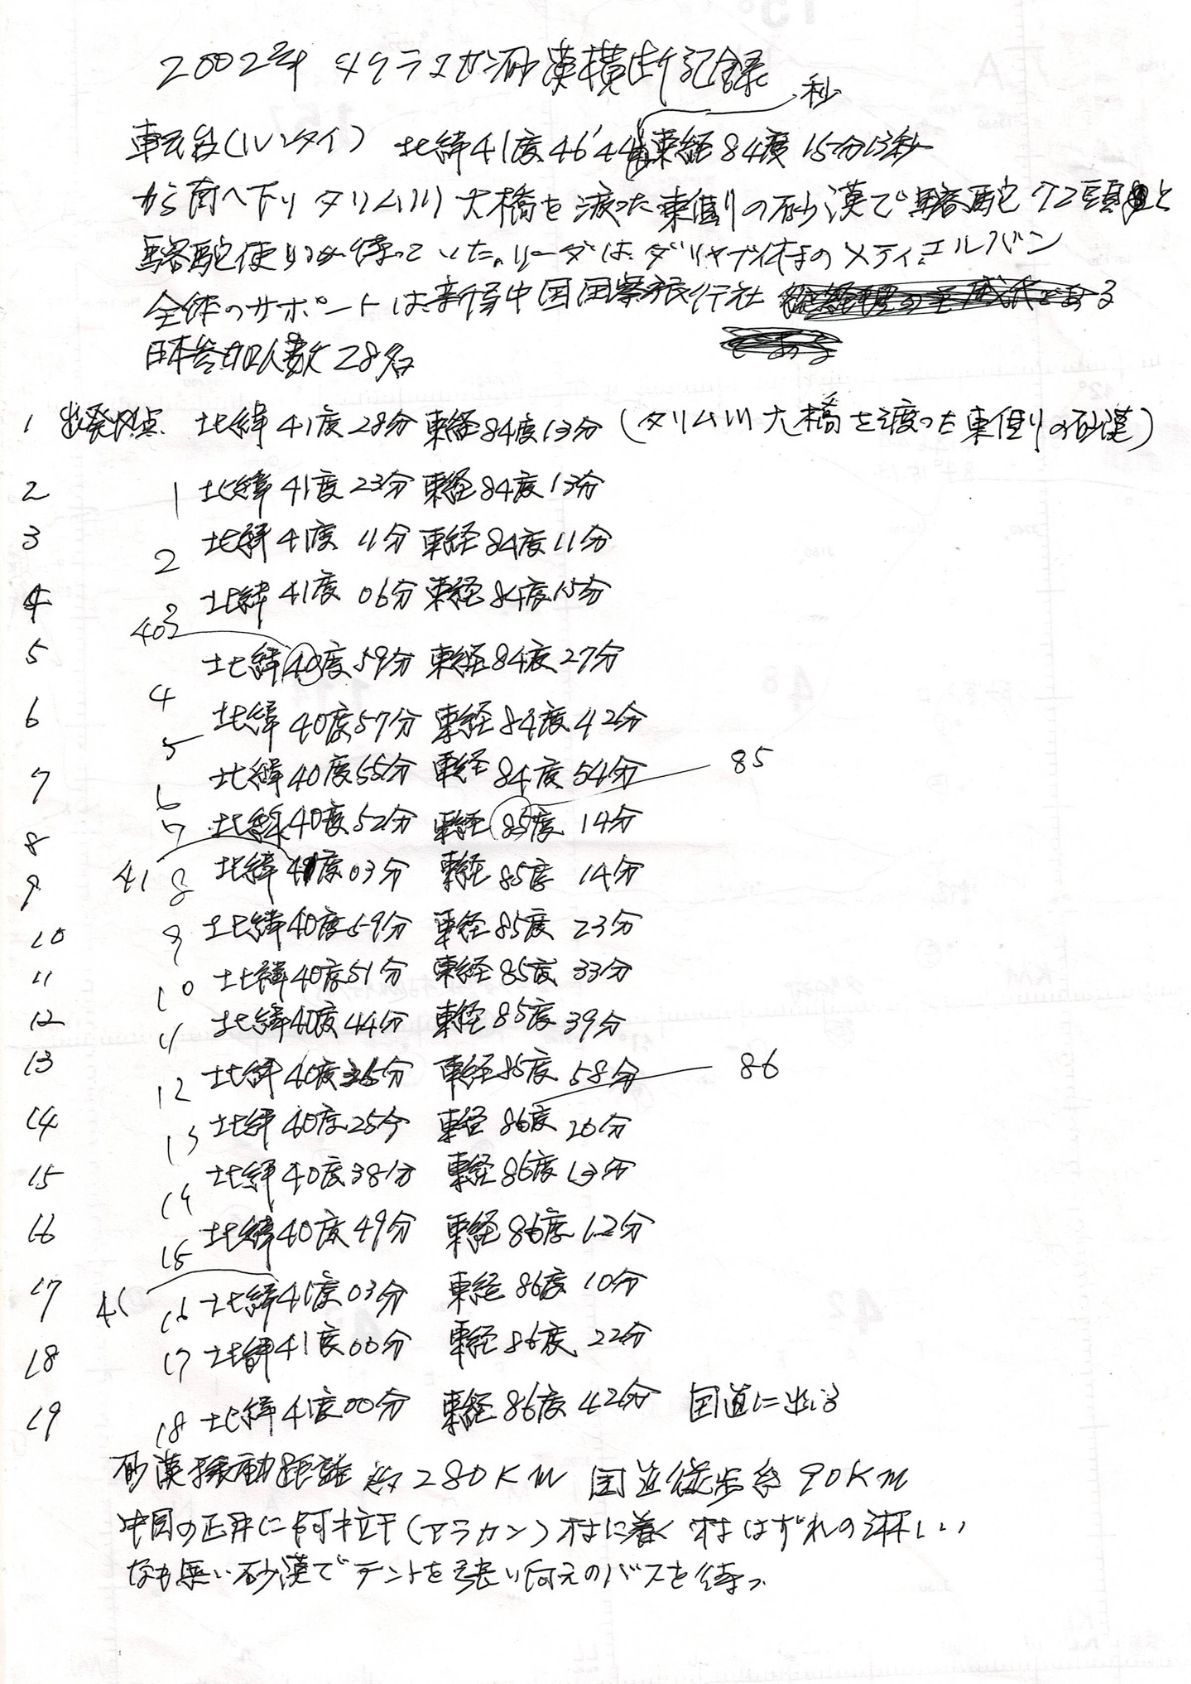 2002年 タクラマカン砂漠横断記録
秒
輪台(ルンタイ) 北緯41度46'44 東経84度15分13秒
から南へ下り タリム川大橋を渡った東側の砂漠で駱駝72頭と
駱駝使いが待っていた。リーダは、ダリヤブイ村のメティエルバン
全体のサポートは、新疆中国国際旅行社
日本参加人数28名
1 出発地点 北緯41度28分 東経84度13分 (タリム川大橋を渡った東側の砂漠)
2 1 北緯41度23分 東経84度13分
3 2 北緯41度11分 東経84度11分
4 3 北緯41度06分 東経84度15分
40
5 北緯40度59分 東経84度27分
6 4 北緯40度57分 東経84度42分
7 5 北緯40度55分 東経84度54分 85
8 6 7 北緯40度52分 東経85度14分
9 41 8 北緯41度03分 東経85度14分
10 9 北緯40度59分 東経85度23分
11 10 北緯40度51分 東経85度33分
12 11 北緯40度44分 東経85度39分
13 12 北緯40度35分 東経85度58分 86
14 13 北緯40度25分 東経86度20分
15 14 北緯40度38分 東経86度13分
16 15 北緯40度49分 東経86度12分
17 41 16 北緯41度03分 東経86度10分
18 17 北緯41度00分 東経86度22分
19 18 北緯41度00分 東経86度42分 国道に出る
砂漠移動距離 約280KM 国道徒歩 90KM
中国の正月に阿拉干(アラカン)村に着く 村はずれの淋しい
なも無い砂漠でテントを張り迎えのバスを待つ